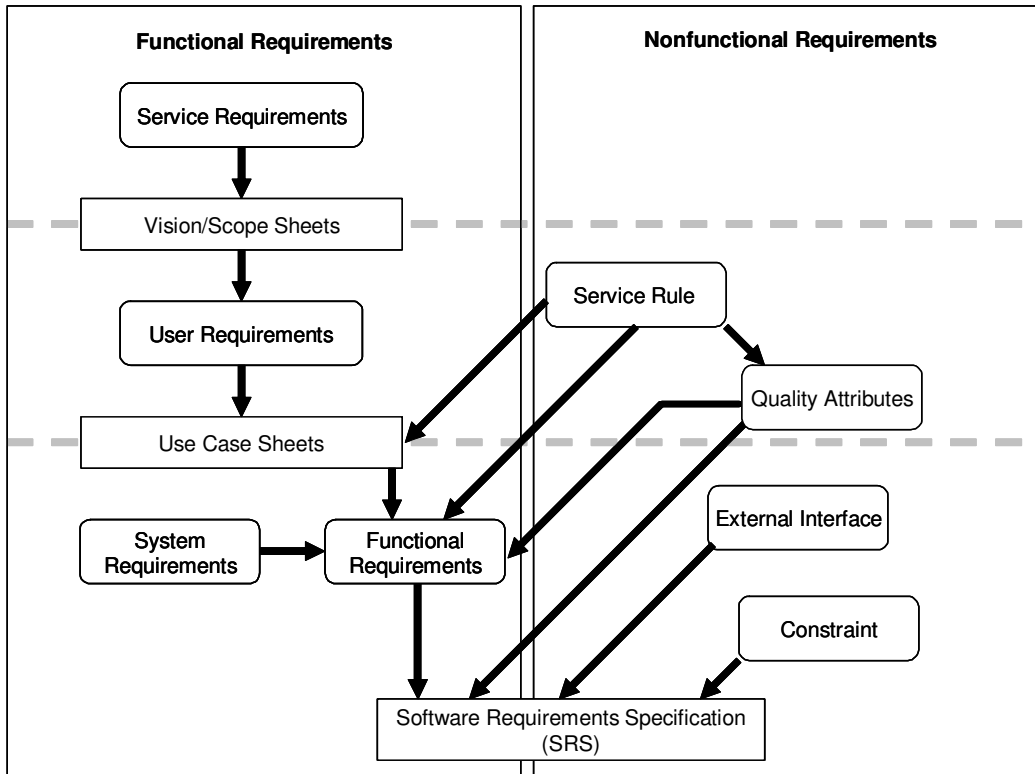 Functional Requirements
Nonfunctional Requirements
Service Requirements
Vision/Scope Sheets
Service Rule
User Requirements
Quality Attributes
Use Case Sheets
External Interface
System
Requirements
Functional
Requirements
Constraint
Software Requirements Specification
(SRS)